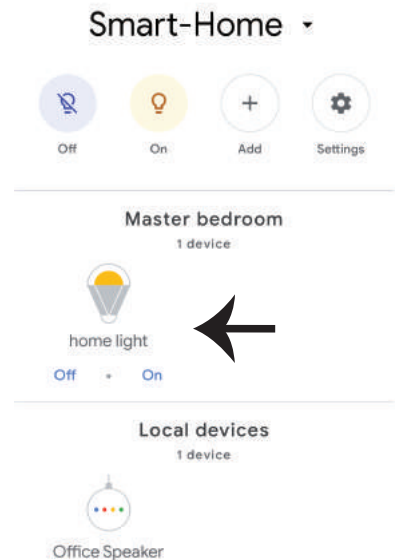 Smart-Home
Off On Add Settings
Master bedroom
1 device
home light
Off • On
Local devices
1 device
Office Speaker